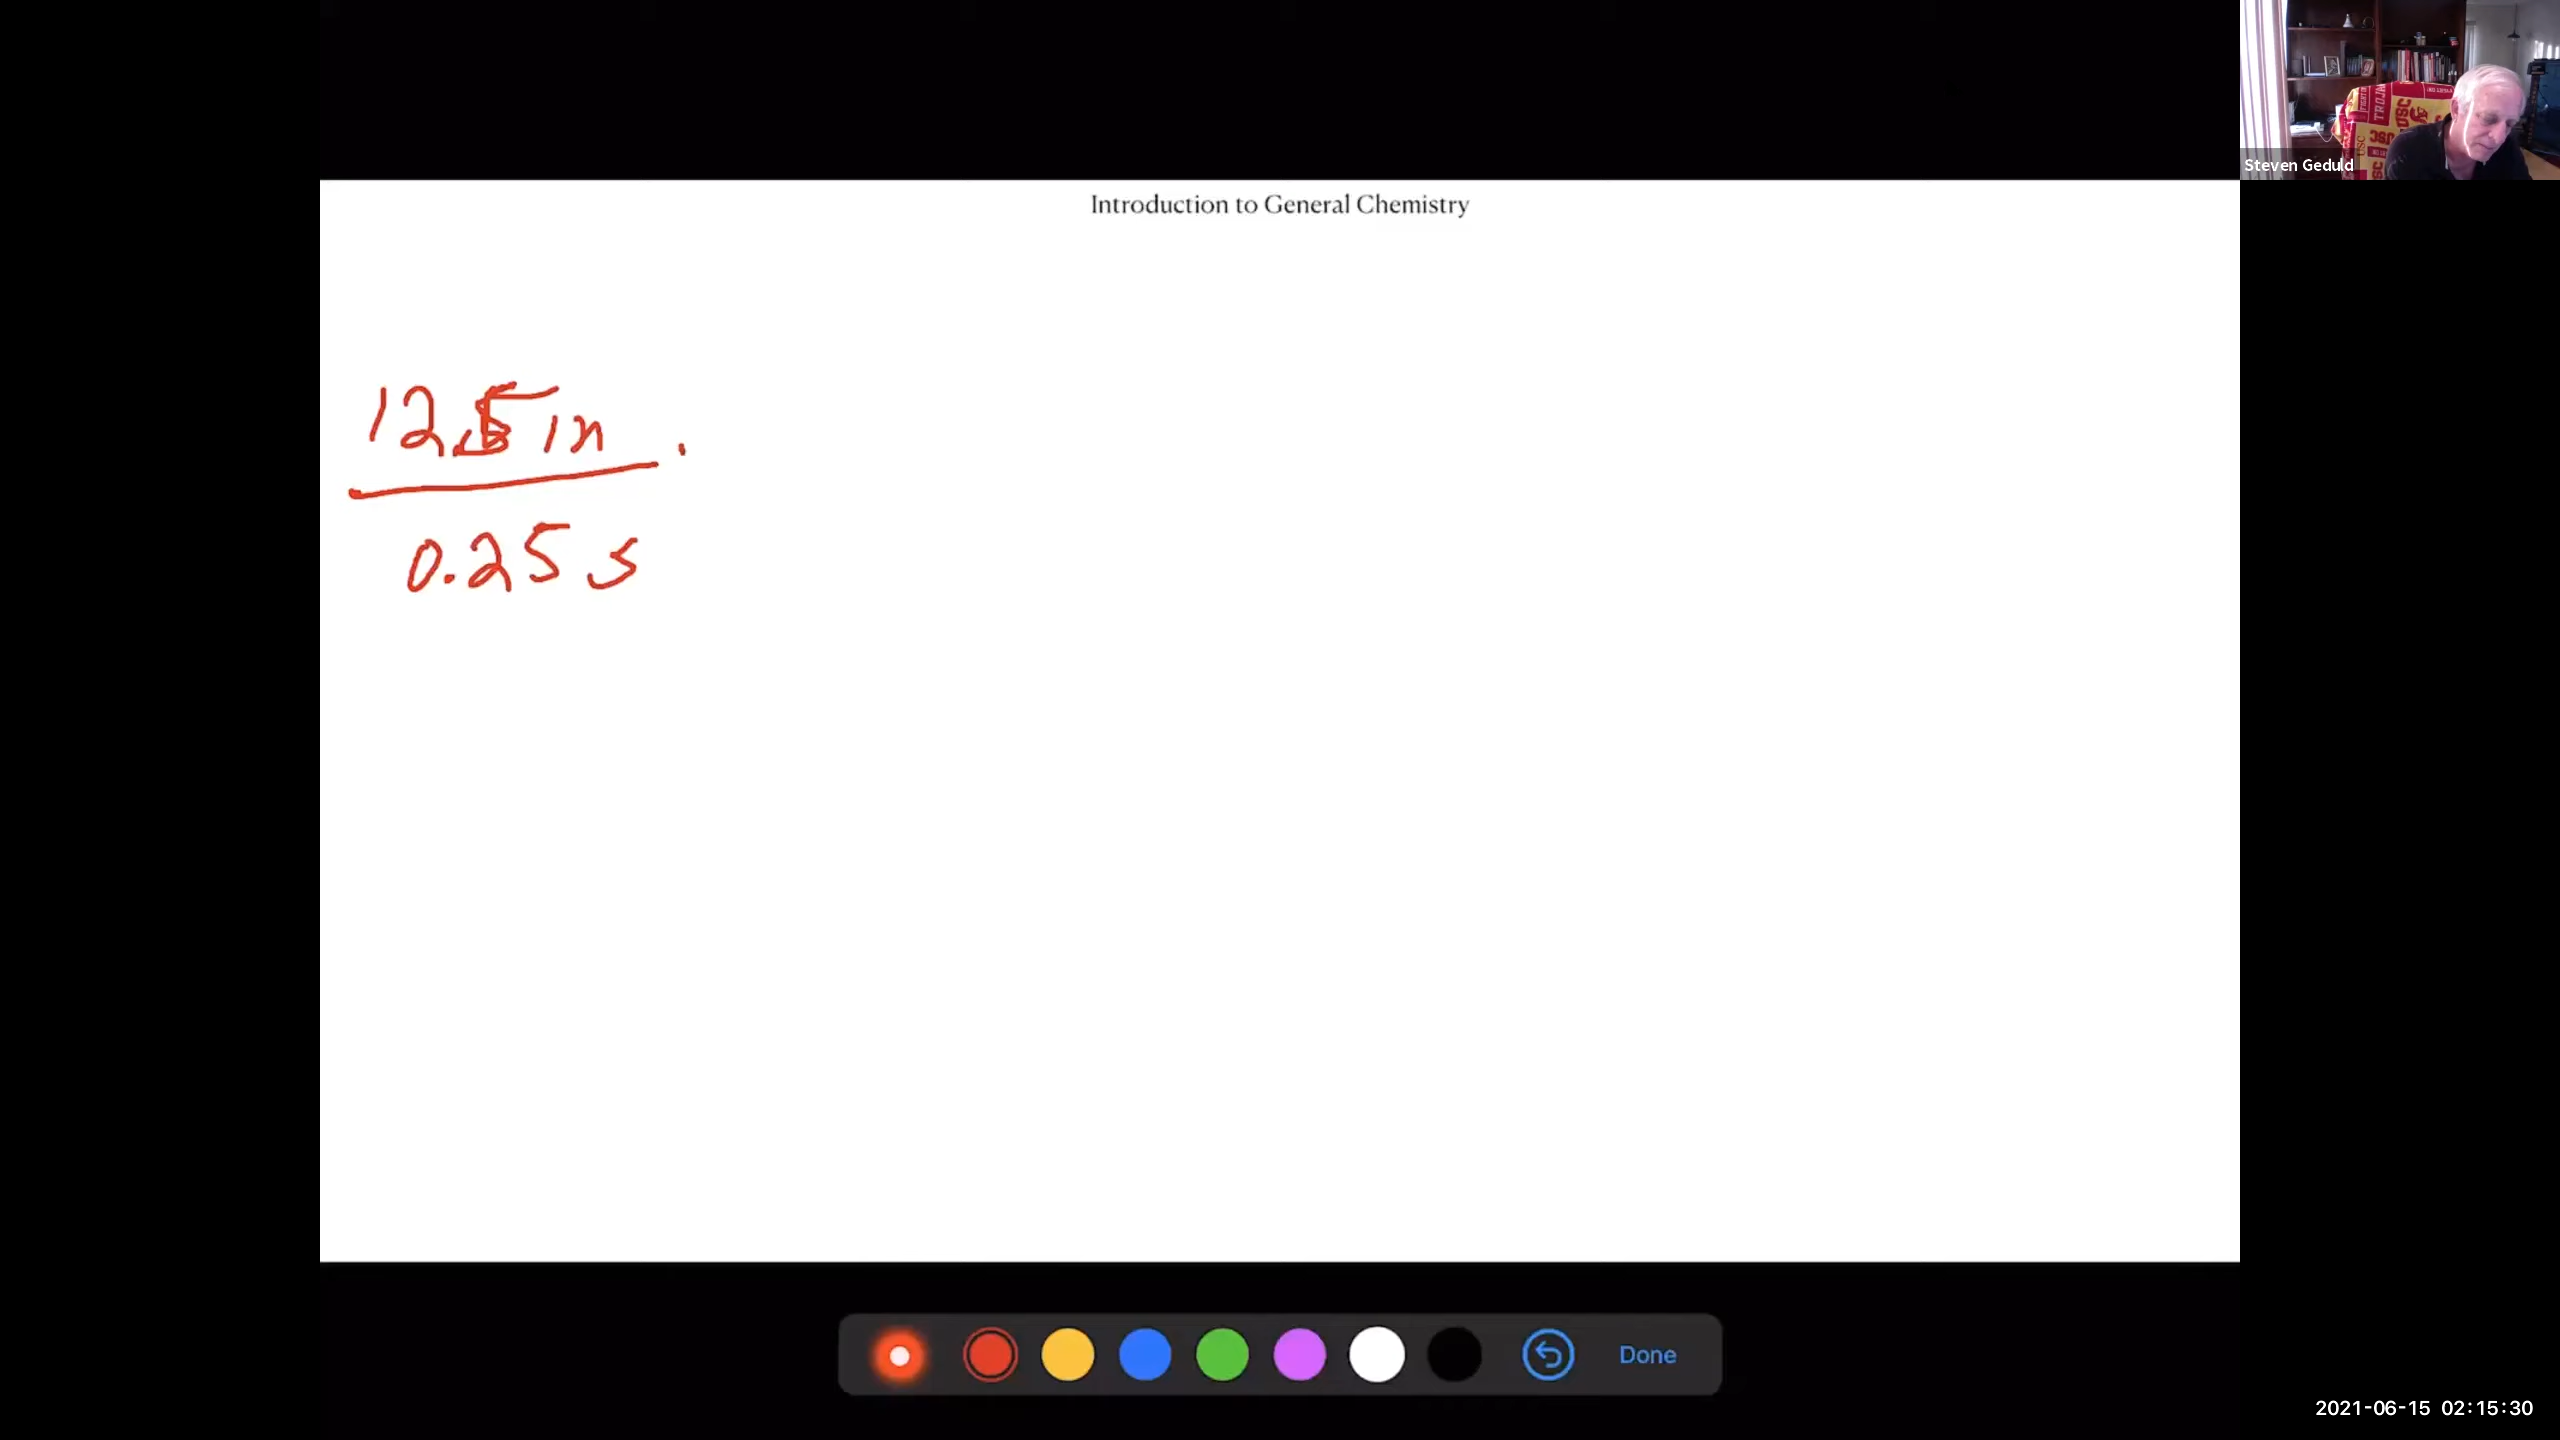 Steven Geduld
Introduction to General Chemistry
12.5 in .
0.25 s
Done
2021-06-15 02:15:30